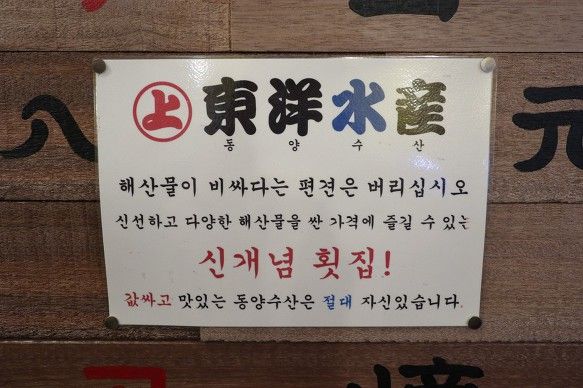 上 東洋水産
동양수산
해산물이 비싸다는 편견은 버리십시오
신선하고 다양한 해산물을 싼 가격에 즐길 수 있는
신개념 횟집!
값싸고 맛있는 동양수산은 절대 자신있습니다.
八
元